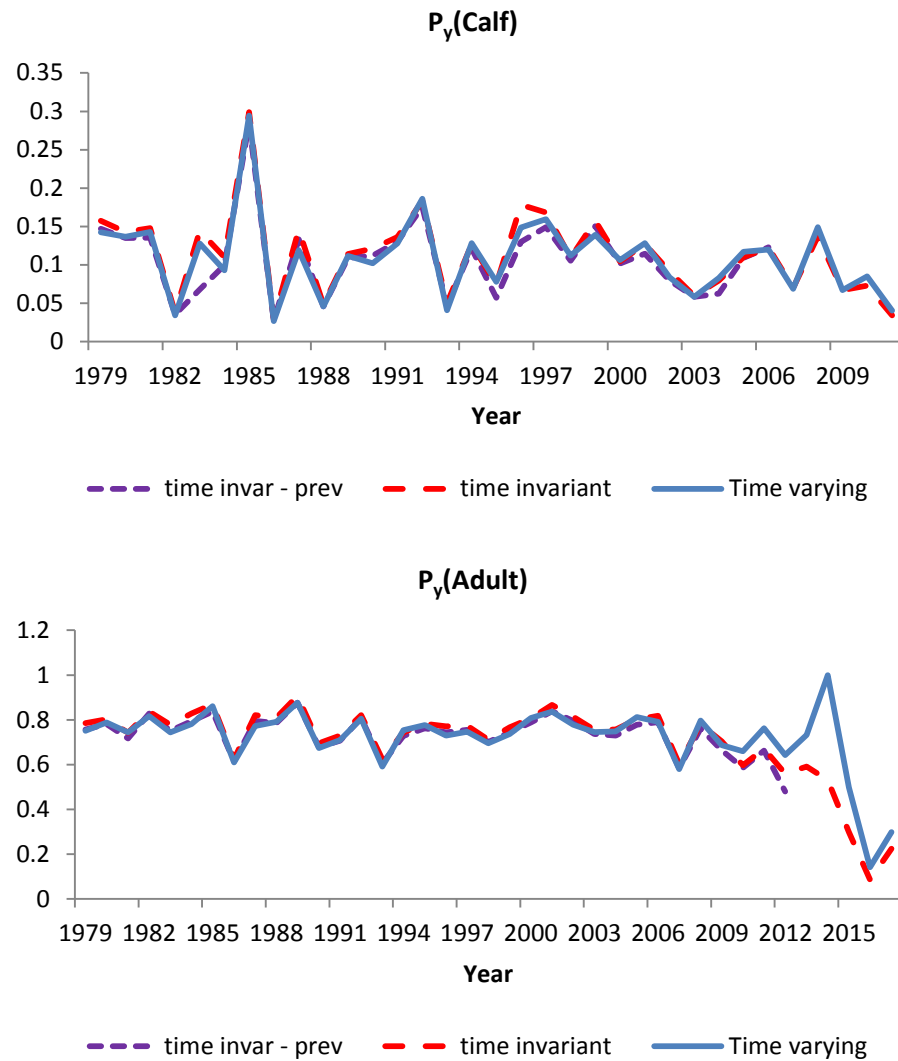 P_y(Calf)
0.35
0.3
0.25
0.2
0.15
0.1
0.05
0
1979 1982 1985 1988 1991 1994 1997 2000 2003 2006 2009
Year
time invar - prev time invariant Time varying
P_y(Adult)
1.2
1
0.8
0.6
0.4
0.2
0
1979 1982 1985 1988 1991 1994 1997 2000 2003 2006 2009 2012 2015
Year
time invar - prev time invariant Time varying